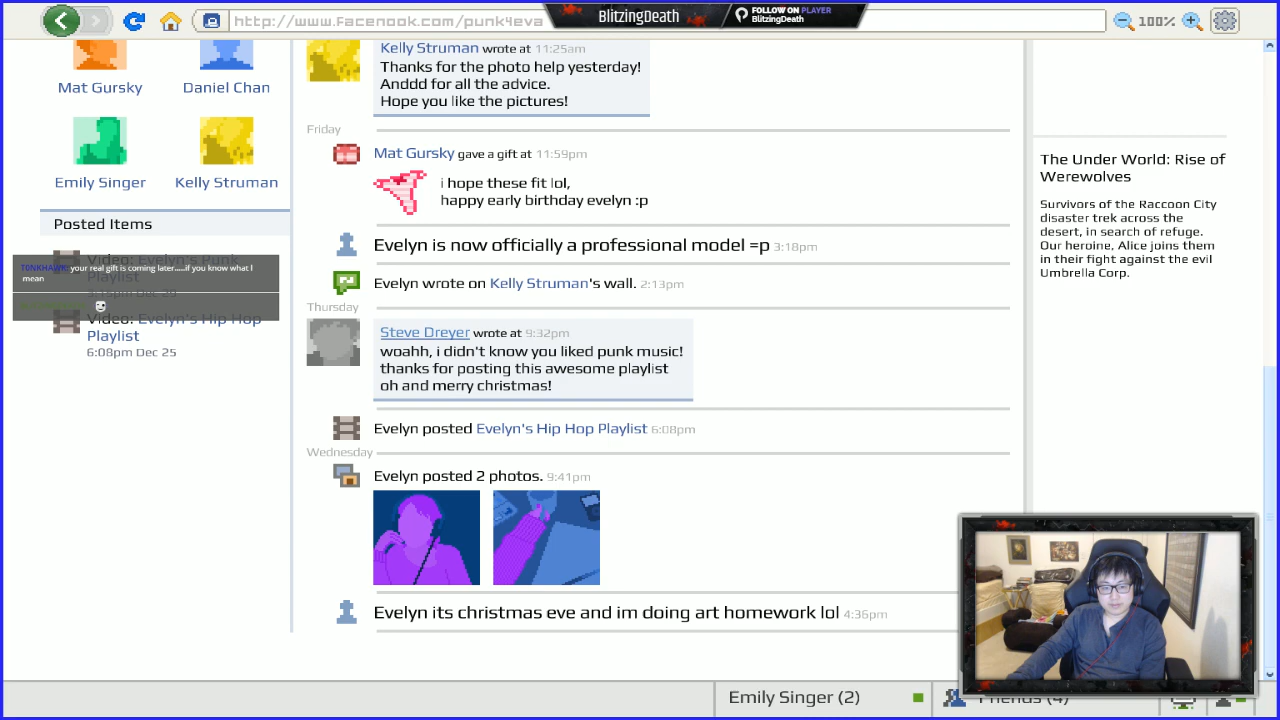 http://www.facenook.com/punk4eva
BlitzingDeath
FOLLOW ON PLAYER
BlitzingDeath
100%
Mat Gursky
Daniel Chan
Emily Singer
Kelly Struman
Posted Items
Video: Evelyn's Punk
Playlist
TONKHAWK: your real gift is coming later.....if you know what I
mean
Video: Evelyn's Hip Hop
Playlist
6:08pm Dec 25
Kelly Struman wrote at 11:25am
Thanks for the photo help yesterday!
Anddd for all the advice.
Hope you like the pictures!
Friday
Mat Gursky gave a gift at 11:59pm
i hope these fit lol,
happy early birthday evelyn :p
Evelyn is now officially a professional model =p 3:18pm
Evelyn wrote on Kelly Struman's wall. 2:13pm
Thursday
Steve Dreyer wrote at 9:32pm
woahh, i didn't know you liked punk music!
thanks for posting this awesome playlist
oh and merry christmas!
Evelyn posted Evelyn's Hip Hop Playlist 6:08pm
Wednesday
Evelyn posted 2 photos. 9:41pm
Evelyn its christmas eve and im doing art homework lol 4:36pm
The Under World: Rise of
Werewolves
Survivors of the Raccoon City
disaster trek across the
desert, in search of refuge.
Our heroine, Alice joins them
in their fight against the evil
Umbrella Corp.
Emily Singer (2)
Friends (4)